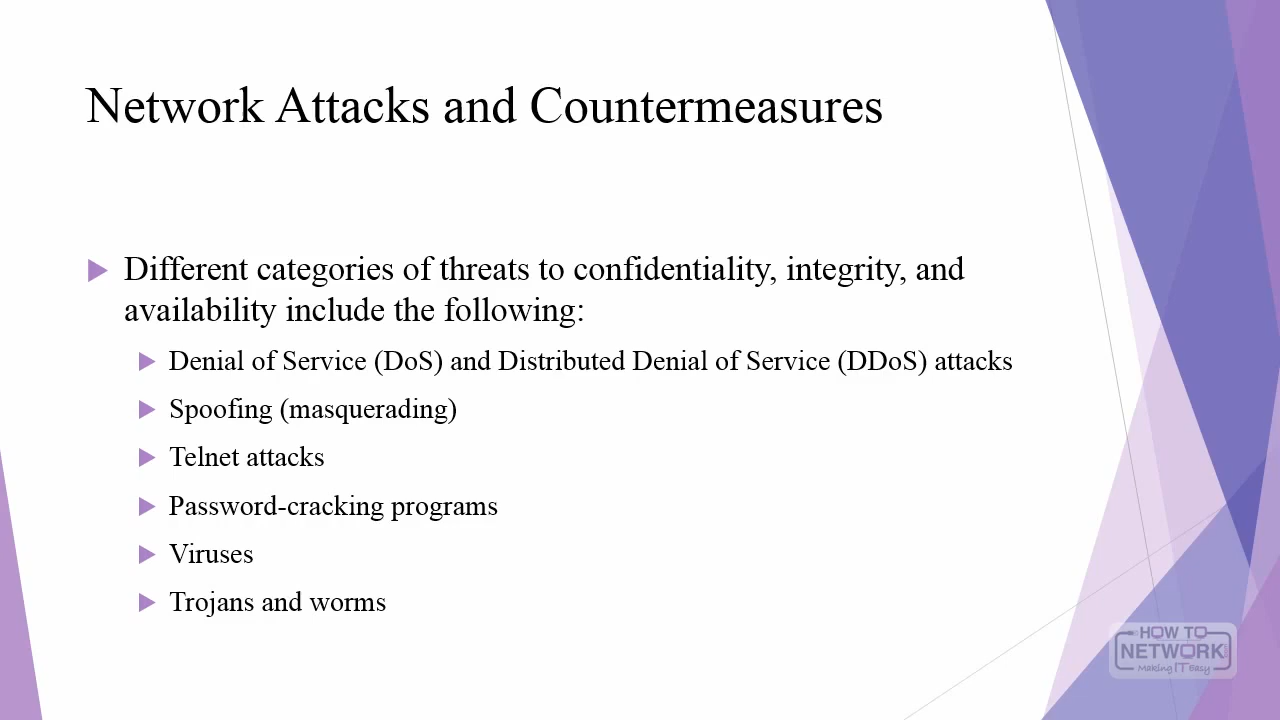 Network Attacks and Countermeasures
Different categories of threats to confidentiality, integrity, and
availability include the following:
Denial of Service (DoS) and Distributed Denial of Service (DDoS) attacks
Spoofing (masquerading)
Telnet attacks
Password-cracking programs
Viruses
Trojans and worms
HOW TO
NETWORK
Making IT Easy